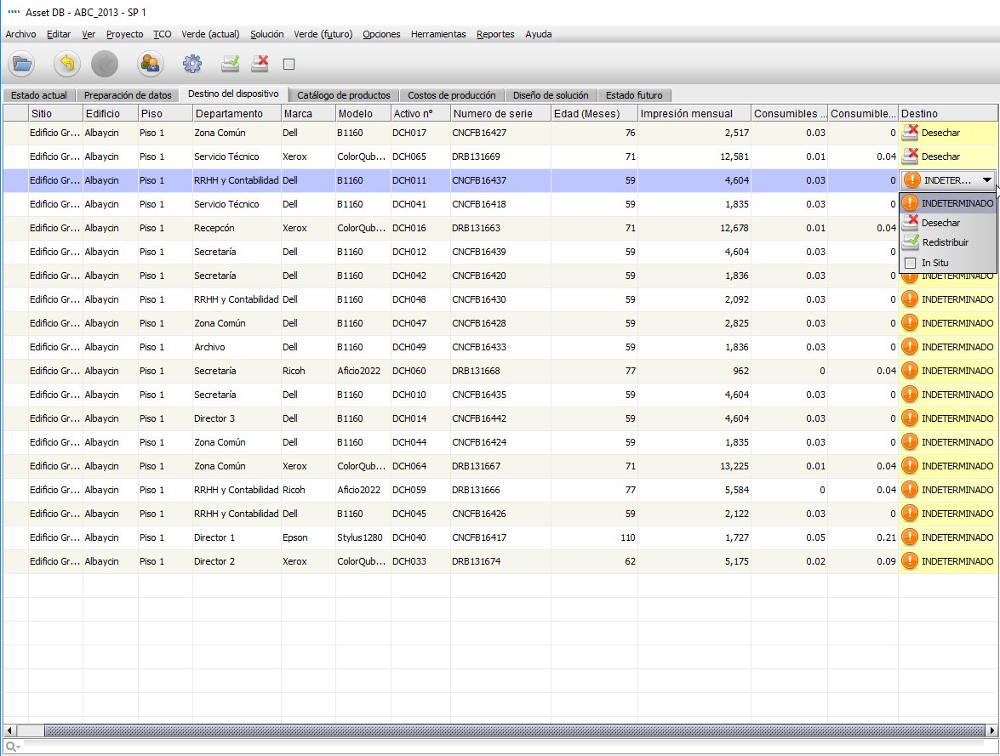 Asset DB - ABC_2013 - SP 1
Archivo Editar Ver Proyecto TCO Verde (actual) Solución Verde (futuro) Opciones Herramientas Reportes Ayuda
Estado actual Preparación de datos Destino del dispositivo Catálogo de productos Costos de producción Diseño de solución Estado futuro
Sitio Edificio Piso Departamento Marca Modelo Activo nº Numero de serie Edad (Meses) Impresión mensual Consumibles ... Consumible... Destino
Edificio Gr... Albaycin Piso 1 Zona Común Dell B1160 DCH017 CNCFB16427 76 2,517 0.03 0 Desechar
Edificio Gr... Albaycin Piso 1 Servicio Técnico Xerox ColorQub... DCH065 DRB131669 71 12,581 0.01 0.04 Desechar
Edificio Gr... Albaycin Piso 1 RRHH y Contabilidad Dell B1160 DCH011 CNCFB16437 59 4,604 0.03 0 INDETER...
Edificio Gr... Albaycin Piso 1 Servicio Técnico Dell B1160 DCH041 CNCFB16418 59 1,835 0.03 0 INDETERMINADO
Edificio Gr... Albaycin Piso 1 Recepcón Xerox ColorQub... DCH016 DRB131663 71 12,678 0.01 0.04 Desechar
Redistribuir
Edificio Gr... Albaycin Piso 1 Secretaría Dell B1160 DCH012 CNCFB16439 59 4,604 0.03 0 In Situ
Edificio Gr... Albaycin Piso 1 Secretaría Dell B1160 DCH042 CNCFB16420 59 1,836 0.03 0 INDETERMINADO
Edificio Gr... Albaycin Piso 1 RRHH y Contabilidad Dell B1160 DCH048 CNCFB16430 59 2,092 0.03 0 INDETERMINADO
Edificio Gr... Albaycin Piso 1 Zona Común Dell B1160 DCH047 CNCFB16428 59 2,825 0.03 0 INDETERMINADO
Edificio Gr... Albaycin Piso 1 Archivo Dell B1160 DCH049 CNCFB16433 59 1,836 0.03 0 INDETERMINADO
Edificio Gr... Albaycin Piso 1 Secretaría Ricoh Aficio2022 DCH060 DRB131668 77 962 0 0.04 INDETERMINADO
Edificio Gr... Albaycin Piso 1 Secretaría Dell B1160 DCH010 CNCFB16435 59 4,604 0.03 0 INDETERMINADO
Edificio Gr... Albaycin Piso 1 Director 3 Dell B1160 DCH014 CNCFB16442 59 4,604 0.03 0 INDETERMINADO
Edificio Gr... Albaycin Piso 1 Zona Común Dell B1160 DCH044 CNCFB16424 59 1,835 0.03 0 INDETERMINADO
Edificio Gr... Albaycin Piso 1 Zona Común Xerox ColorQub... DCH064 DRB131667 71 13,225 0.01 0.04 INDETERMINADO
Edificio Gr... Albaycin Piso 1 RRHH y Contabilidad Ricoh Aficio2022 DCH059 DRB131666 77 5,584 0 0.04 INDETERMINADO
Edificio Gr... Albaycin Piso 1 RRHH y Contabilidad Dell B1160 DCH045 CNCFB16426 59 2,122 0.03 0 INDETERMINADO
Edificio Gr... Albaycin Piso 1 Director 1 Epson Stylus1280 DCH040 CNCFB16417 110 1,727 0.05 0.21 INDETERMINADO
Edificio Gr... Albaycin Piso 1 Director 2 Xerox ColorQub... DCH033 DRB131674 62 5,175 0.02 0.09 INDETERMINADO